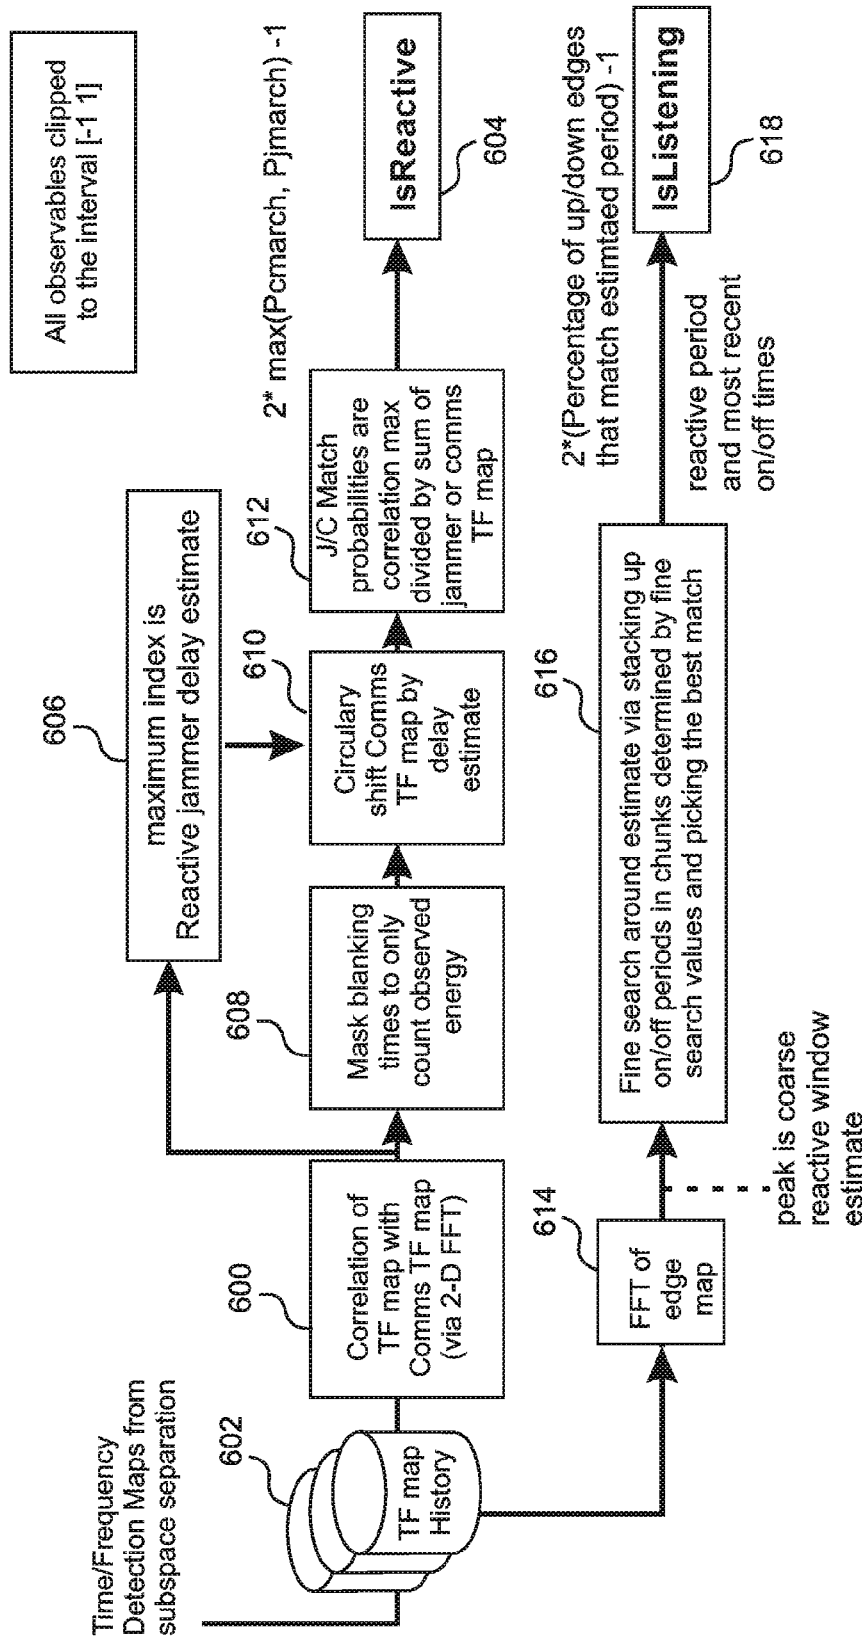 All observables clipped
to the interval [-1 1]
Time/Frequency
Detection Maps from
subspace separation
602
TF map
History
600
Correlation of
TF map with
Comms TF map
(via 2-D FFT)
606
maximum index is
Reactive jammer delay estimate
608
Mask blanking
times to only
count observed
energy
610
Circulary
shift Comms
TF map by
delay
estimate
612
J/C Match
probabilities are
correlation max
divided by sum of
jammer or comms
TF map
2* max(Pcmarch, Pjmarch) -1
IsReactive
604
614
FFT of
edge
map
peak is coarse
reactive window
estimate
616
Fine search around estimate via stacking up
on/off periods in chunks determined by fine
search values and picking the best match
2*(Percentage of up/down edges
that match estimtaed period) -1
reactive period
and most recent
on/off times
IsListening
618